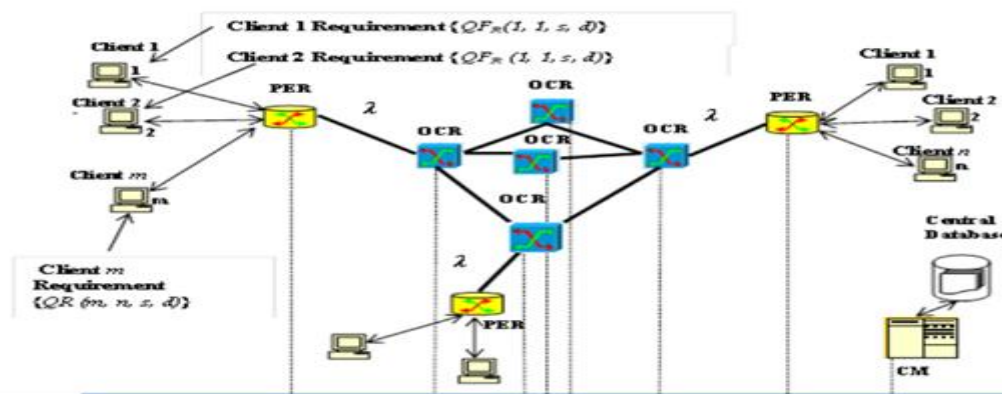 Client 1 Requirement {QFR(1, 1, s, d)}
Client 2 Requirement {QFR (1, 1, s, d)}
Client 1
1
Client 2
2
Client m
m
Client m
Requirement
{QR (m, n, s, d)}
PER
λ
OCR
OCR
OCR
OCR
OCR
λ
PER
λ
PER
Client 1
1
Client 2
2
Client n
n
Central
Database
CM